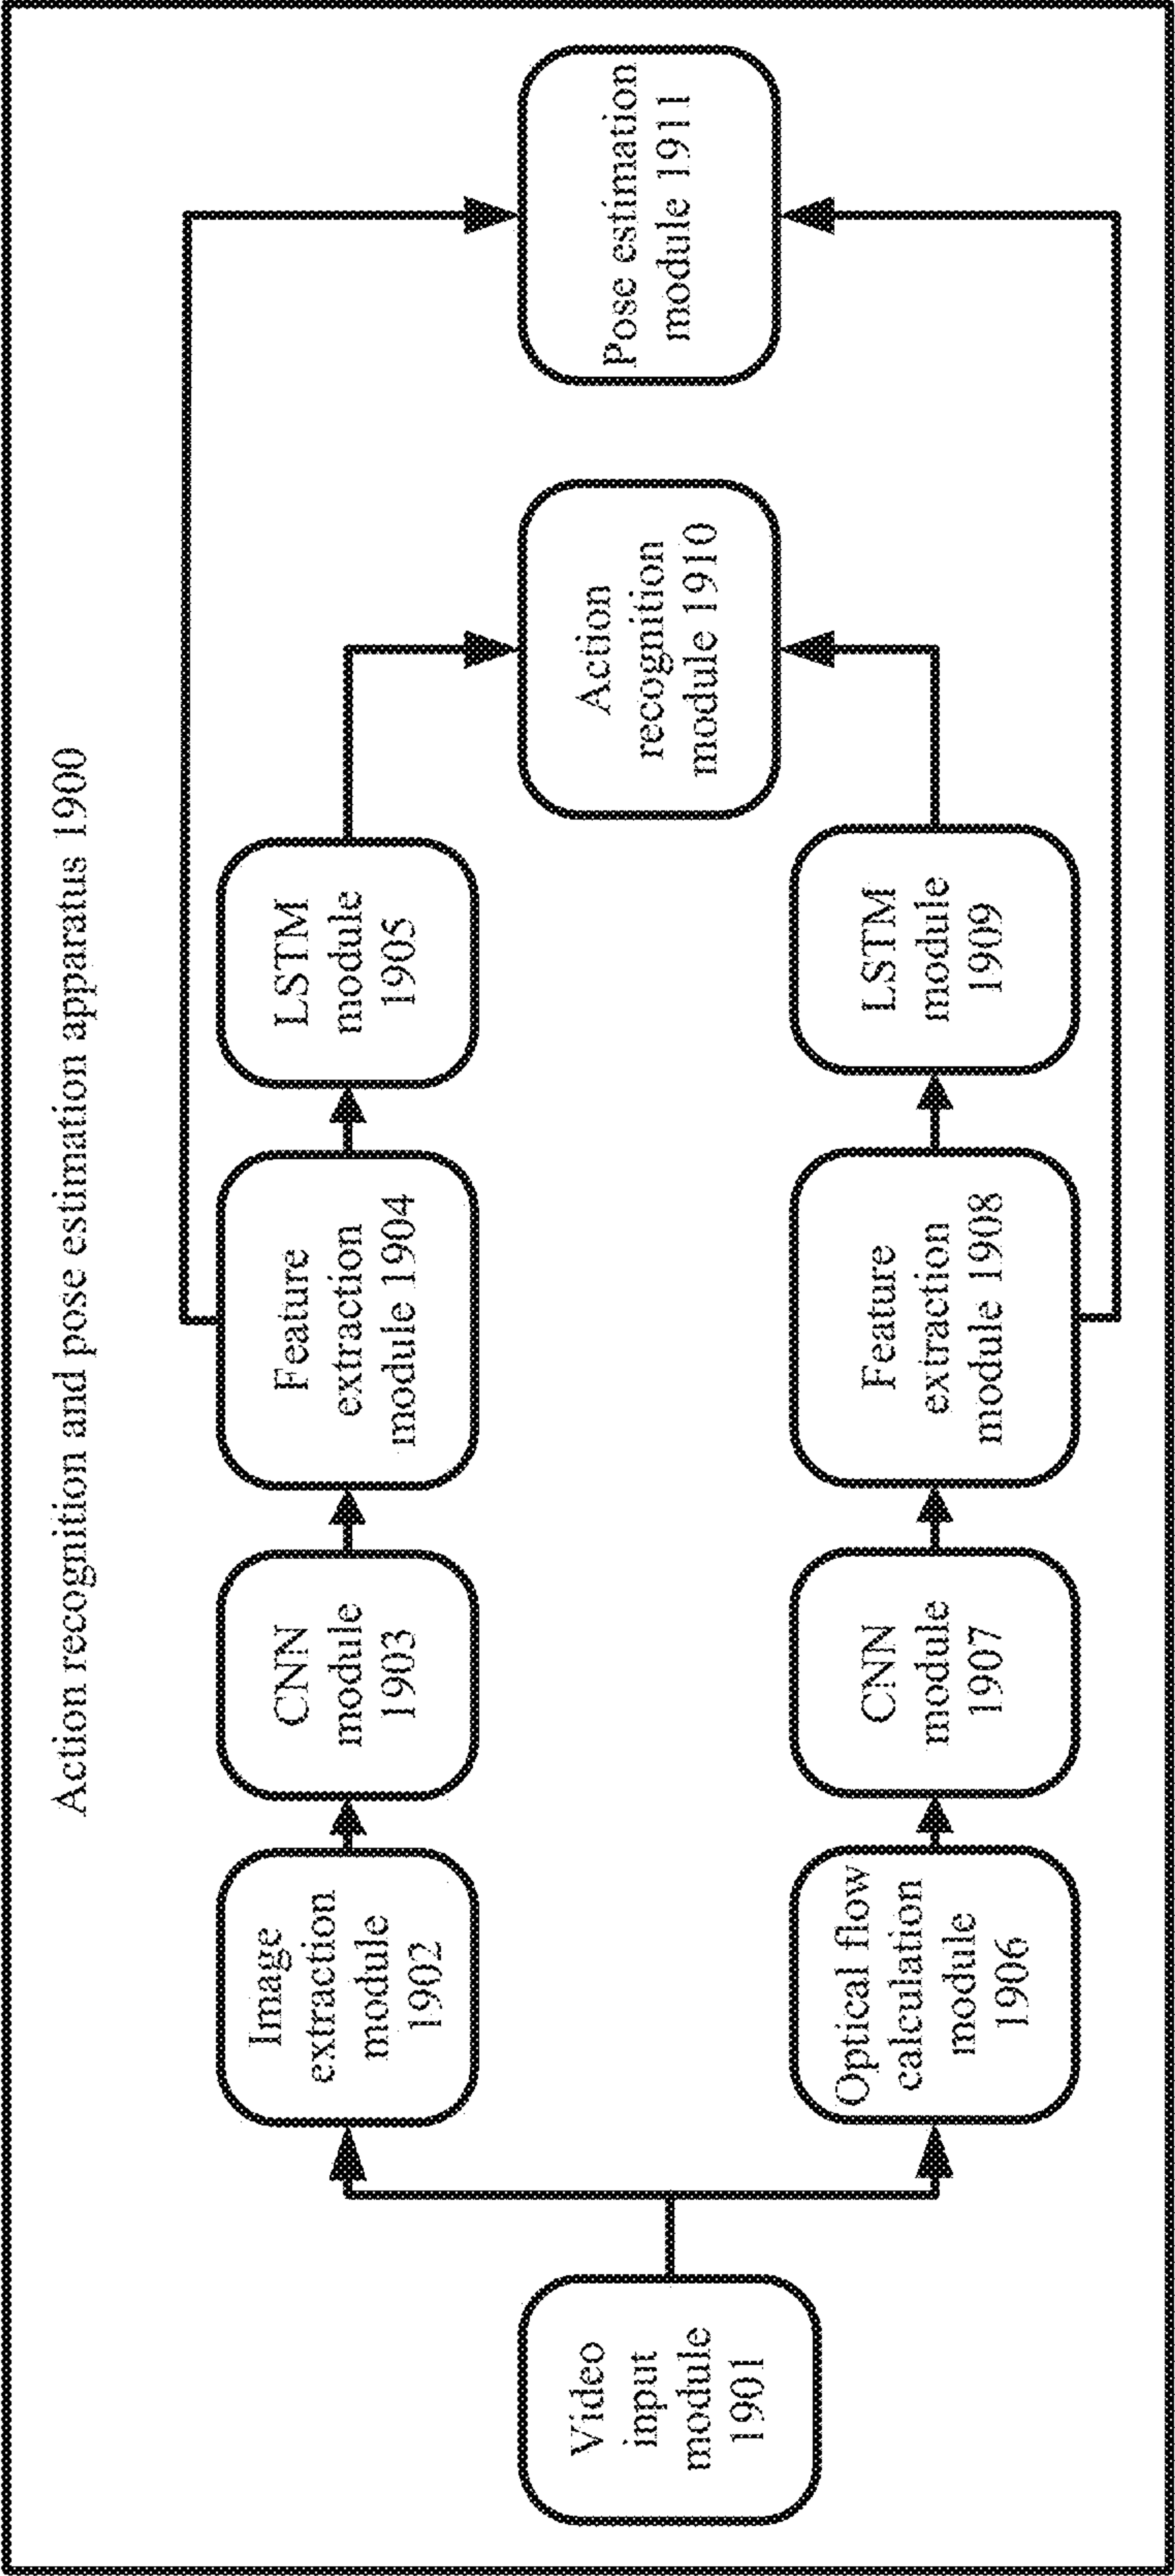 Action recognition and pose estimation apparatus 1900
Video
input
module
1901
Image
extraction
module
1902
CNN
module
1903
Feature
extraction
module 1904
LSTM
module
1905
Optical flow
calculation
module
1906
CNN
module
1907
Feature
extraction
module 1908
LSTM
module
1909
Action
recognition
module 1910
Pose estimation
module 1911